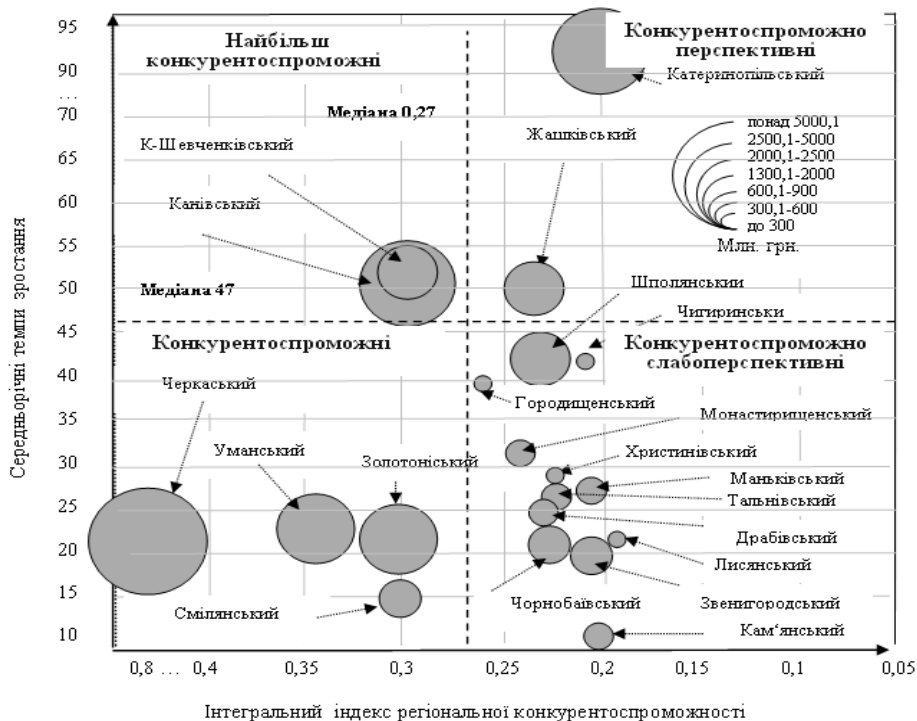 95
90
…
70
65
60
55
50
45
40
35
30
25
20
15
10
Середньорічні темпи зростання
Найбільш
конкурентоспроможні
Конкурентоспроможно
перспективні
Катеринопільський
Медіана 0,27
К-Шевченківський
Жашківський
Канівський
понад 5000,1
2500,1-5000
2000,1-2500
1300,1-2000
600,1-900
300,1-600
до 300
Млн. грн.
Медіана 47
Шполянський
Чигиринськи
Конкурентоспроможні
Конкурентоспроможно
слабоперспективні
Черкаський
Городищенський
Монастирищенський
Уманський
Золотоніський
Христинівський
Маньківський
Тальнівський
Драбівський
Лисянський
Смілянський
Чорнобаївський
Звенигородський
Кам‘янський
0,8 … 0,4 0,35 0,3 0,25 0,2 0,15 0,1 0,05
Інтегральний індекс регіональної конкурентоспроможності